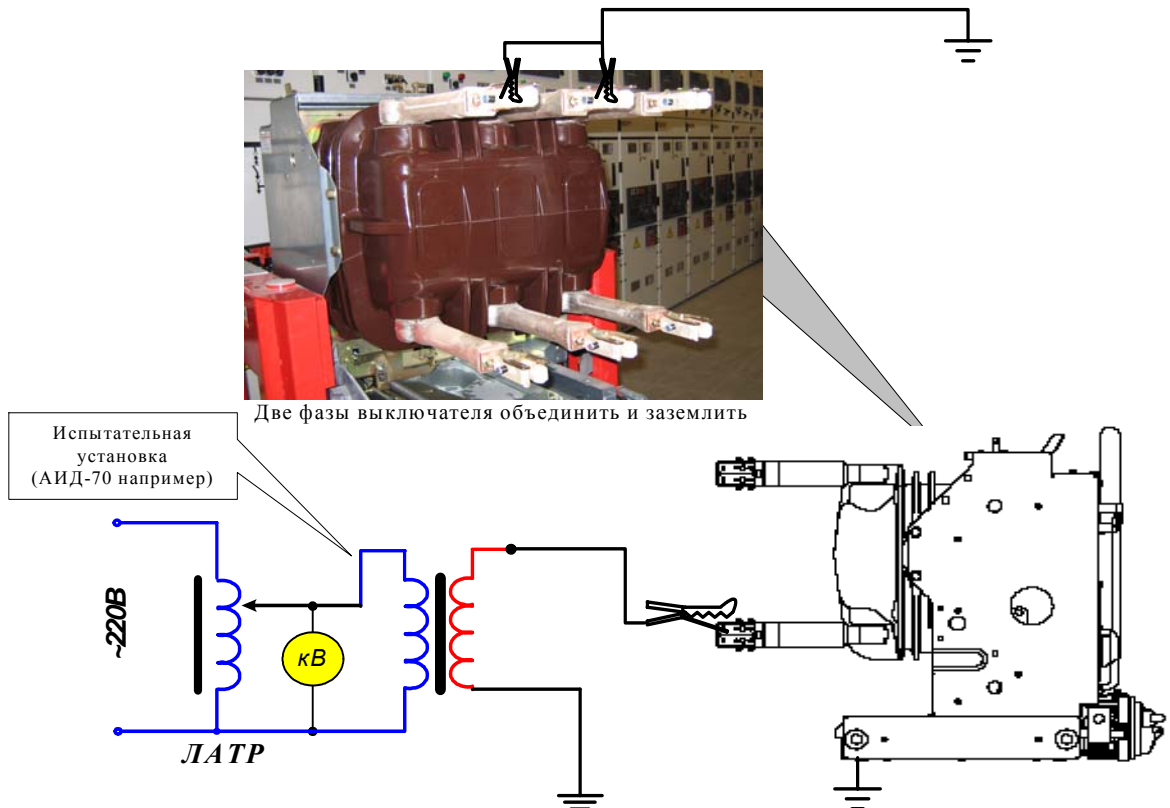 Две фазы выключателя объединить и заземлить
Испытательная
установка
(АИД-70 например)
~220В
кВ
ЛАТР